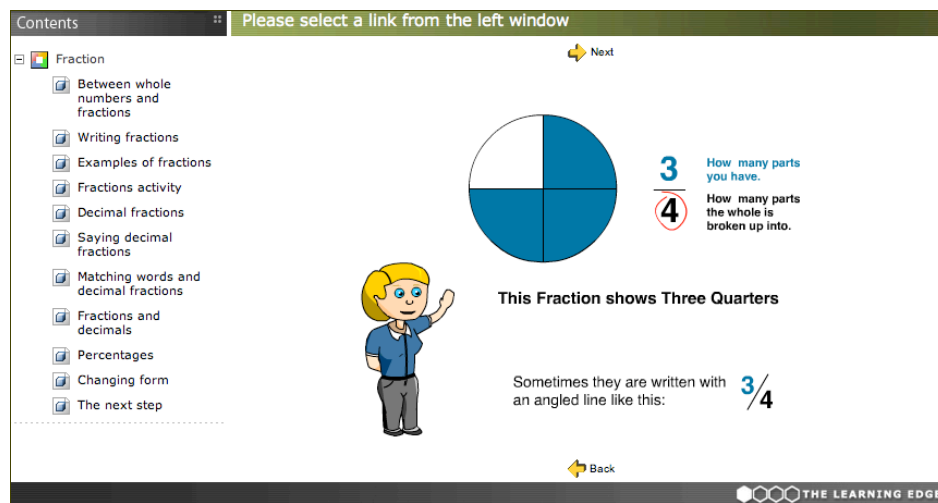 Contents
Please select a link from the left window
Fraction
Between whole
numbers and
fractions
Writing fractions
Examples of fractions
Fractions activity
Decimal fractions
Saying decimal
fractions
Matching words and
decimal fractions
Fractions and
decimals
Percentages
Changing form
The next step
Next
3
How many parts
you have.
4
How many parts
the whole is
broken up into.
This Fraction shows Three Quarters
Sometimes they are written with
an angled line like this:
3/4
Back
THE LEARNING EDGE